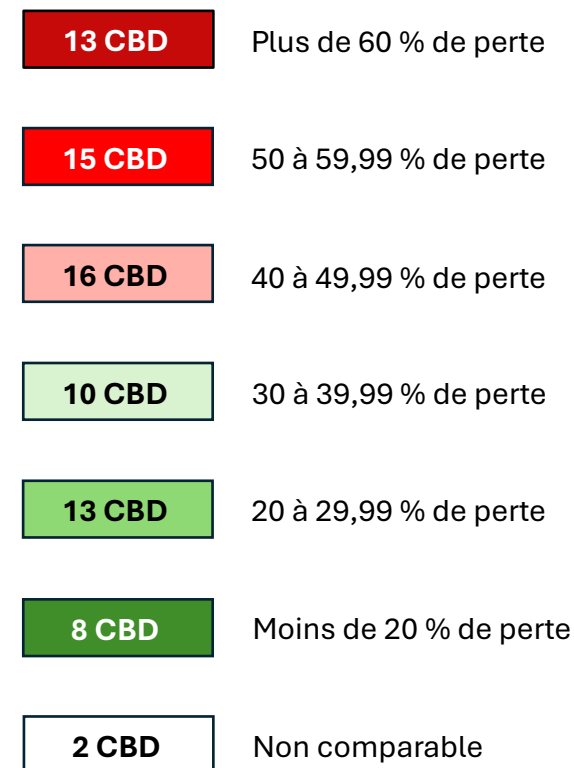 13 CBD Plus de 60 % de perte
15 CBD 50 à 59,99 % de perte
16 CBD 40 à 49,99 % de perte
10 CBD 30 à 39,99 % de perte
13 CBD 20 à 29,99 % de perte
8 CBD Moins de 20 % de perte
2 CBD Non comparable